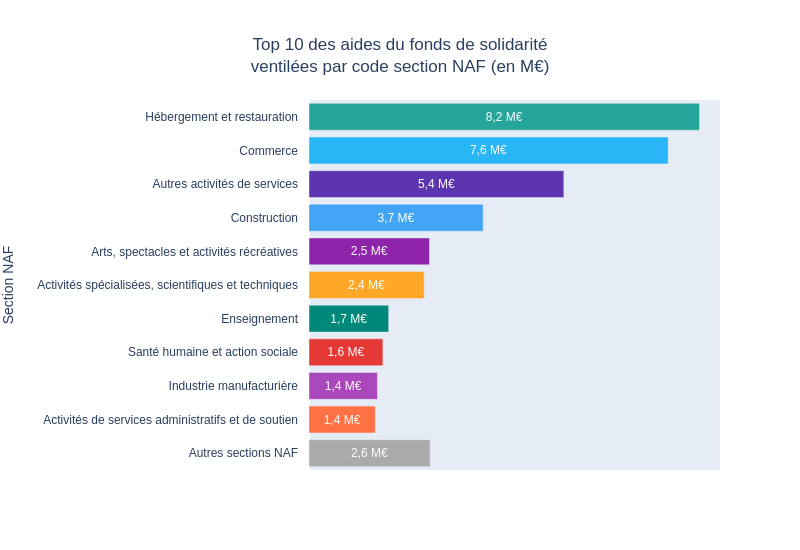 Top 10 des aides du fonds de solidarité
ventilées par code section NAF (en M€)
Section NAF
Hébergement et restauration 8,2 M€
Commerce 7,6 M€
Autres activités de services 5,4 M€
Construction 3,7 M€
Arts, spectacles et activités récréatives 2,5 M€
Activités spécialisées, scientifiques et techniques 2,4 M€
Enseignement 1,7 M€
Santé humaine et action sociale 1,6 M€
Industrie manufacturière 1,4 M€
Activités de services administratifs et de soutien 1,4 M€
Autres sections NAF 2,6 M€